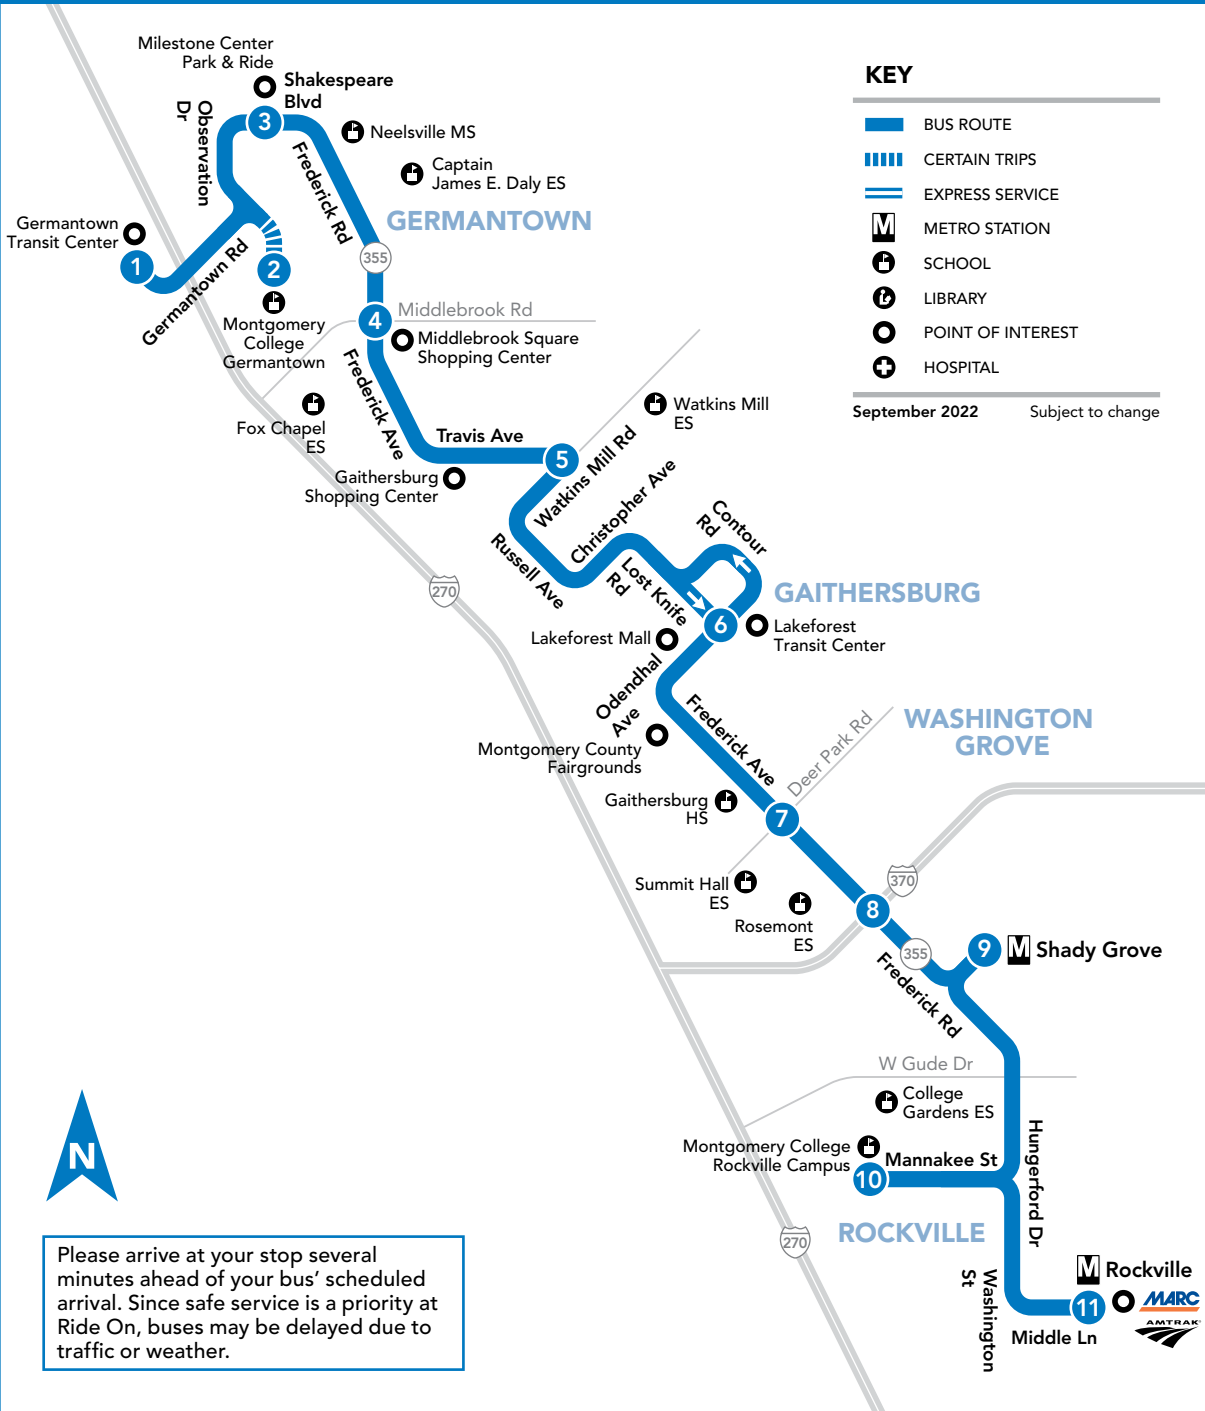 Milestone Center
Park & Ride
Shakespeare
Blvd
3
Observation
Dr
Neelsville MS
Captain
James E. Daly ES
Frederick Rd
GERMANTOWN
Germantown
Transit Center
1
2
Germantown Rd
355
Montgomery
College
Germantown
4
Middlebrook Rd
Middlebrook Square
Shopping Center
Frederick Ave
Fox Chapel
ES
Travis Ave
5
Watkins Mill
ES
Watkins Mill Rd
Gaithersburg
Shopping Center
Christopher Ave
Russell Ave
Contour
Rd
Lost Knife
Rd
270
GAITHERSBURG
6
Lakeforest
Transit Center
Lakeforest Mall
Odendhal
Ave
Frederick Ave
Montgomery County
Fairgrounds
Deer Park Rd
WASHINGTON
GROVE
Gaithersburg
HS
7
Summit Hall
ES
Rosemont
ES
370
8
355
Frederick Rd
9
M
Shady Grove
W Gude Dr
College
Gardens ES
Montgomery College
Rockville Campus
Mannakee St
10
Hungerford Dr
ROCKVILLE
270
Washington
St
M
Rockville
11
MARC
AMTRAK
Middle Ln
KEY
BUS ROUTE
CERTAIN TRIPS
EXPRESS SERVICE
M
METRO STATION
SCHOOL
LIBRARY
POINT OF INTEREST
HOSPITAL
September 2022 Subject to change
N
Please arrive at your stop several
minutes ahead of your bus’ scheduled
arrival. Since safe service is a priority at
Ride On, buses may be delayed due to
traffic or weather.